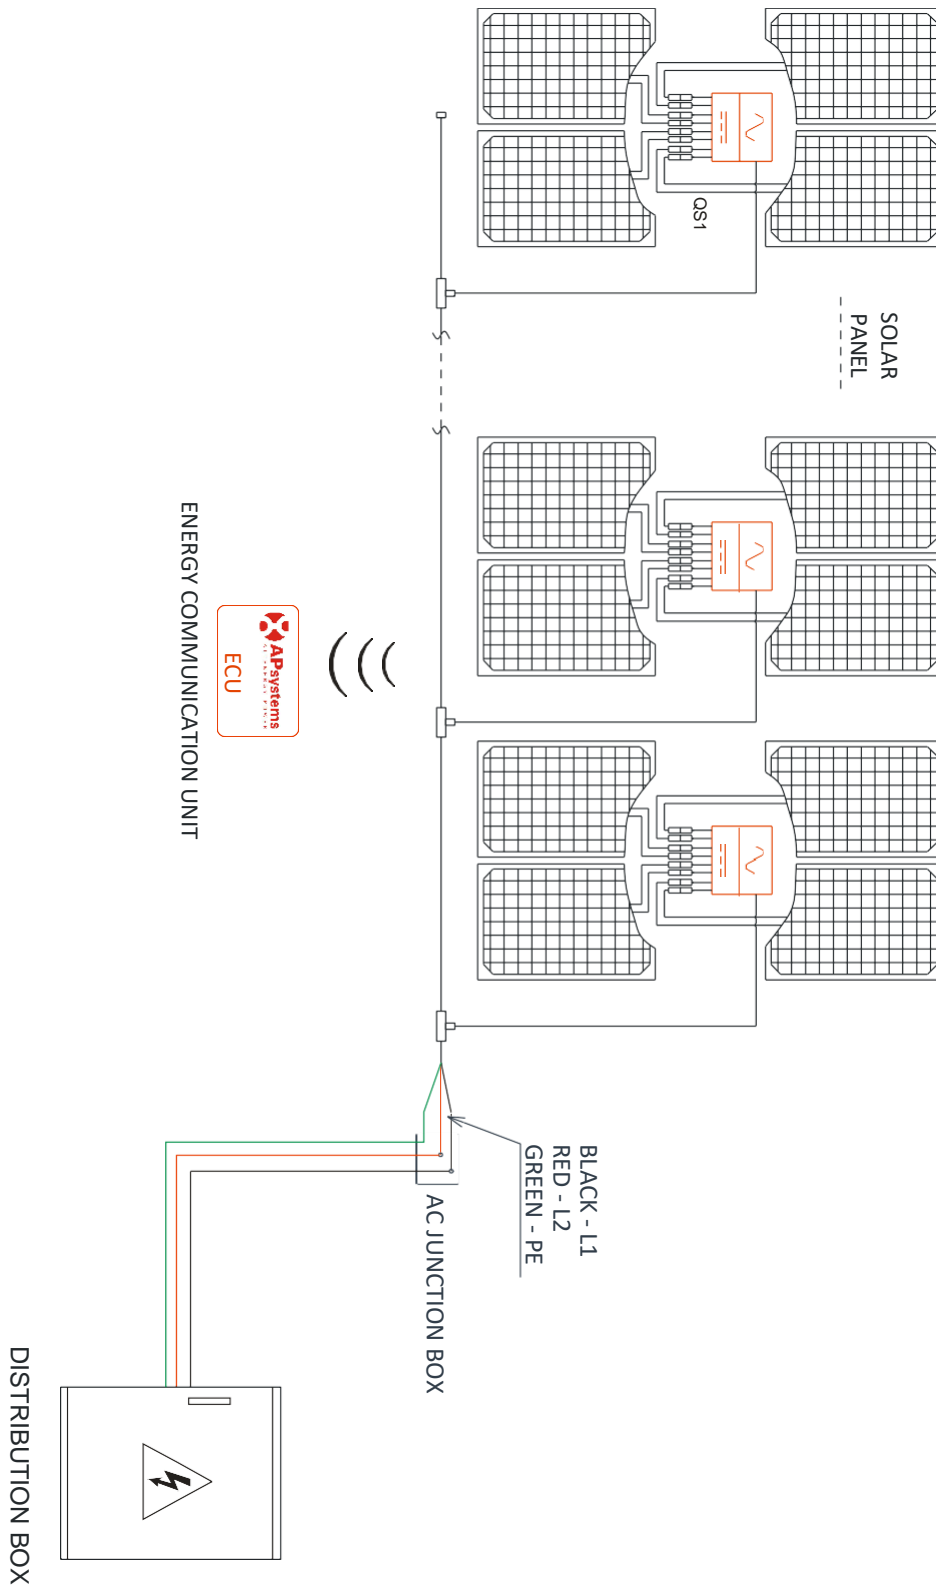 SOLAR
PANEL
QS1
BLACK - L1
RED - L2
GREEN - PE
AC JUNCTION BOX
APsystems
ECU
ENERGY COMMUNICATION UNIT
DISTRIBUTION BOX